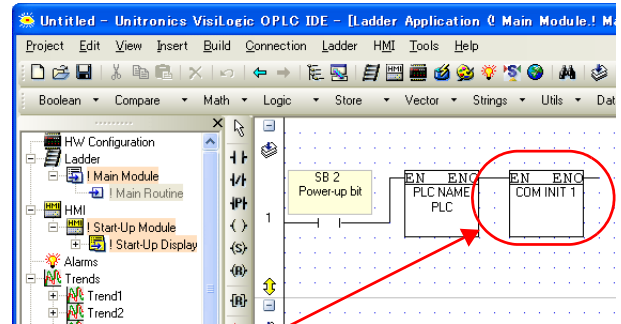 Untitled - Unitronics VisiLogic OPLC IDE - [Ladder Application (! Main Module.! Ma
Project Edit View Insert Build Connection Ladder HMI Tools Help
HMI
Boolean Compare Math Logic Store Vector Strings Utils Dat
HW Configuration
Ladder
! Main Module
! Main Routine
HMI
! Start-Up Module
! Start-Up Display
Alarms
Trends
Trend1
Trend2
1
SB 2
Power-up bit
EN ENO
PLC NAME
PLC
EN ENO
COM INIT 1